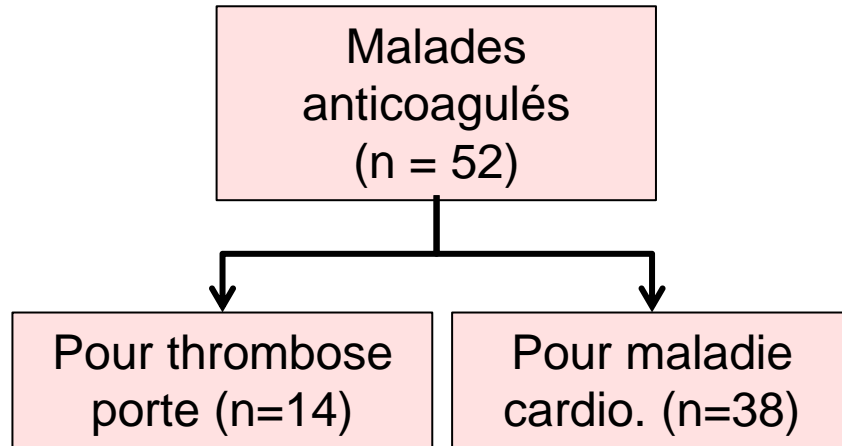 Malades
anticoagulés
(n = 52)
Pour thrombose
porte (n=14)
Pour maladie
cardio. (n=38)